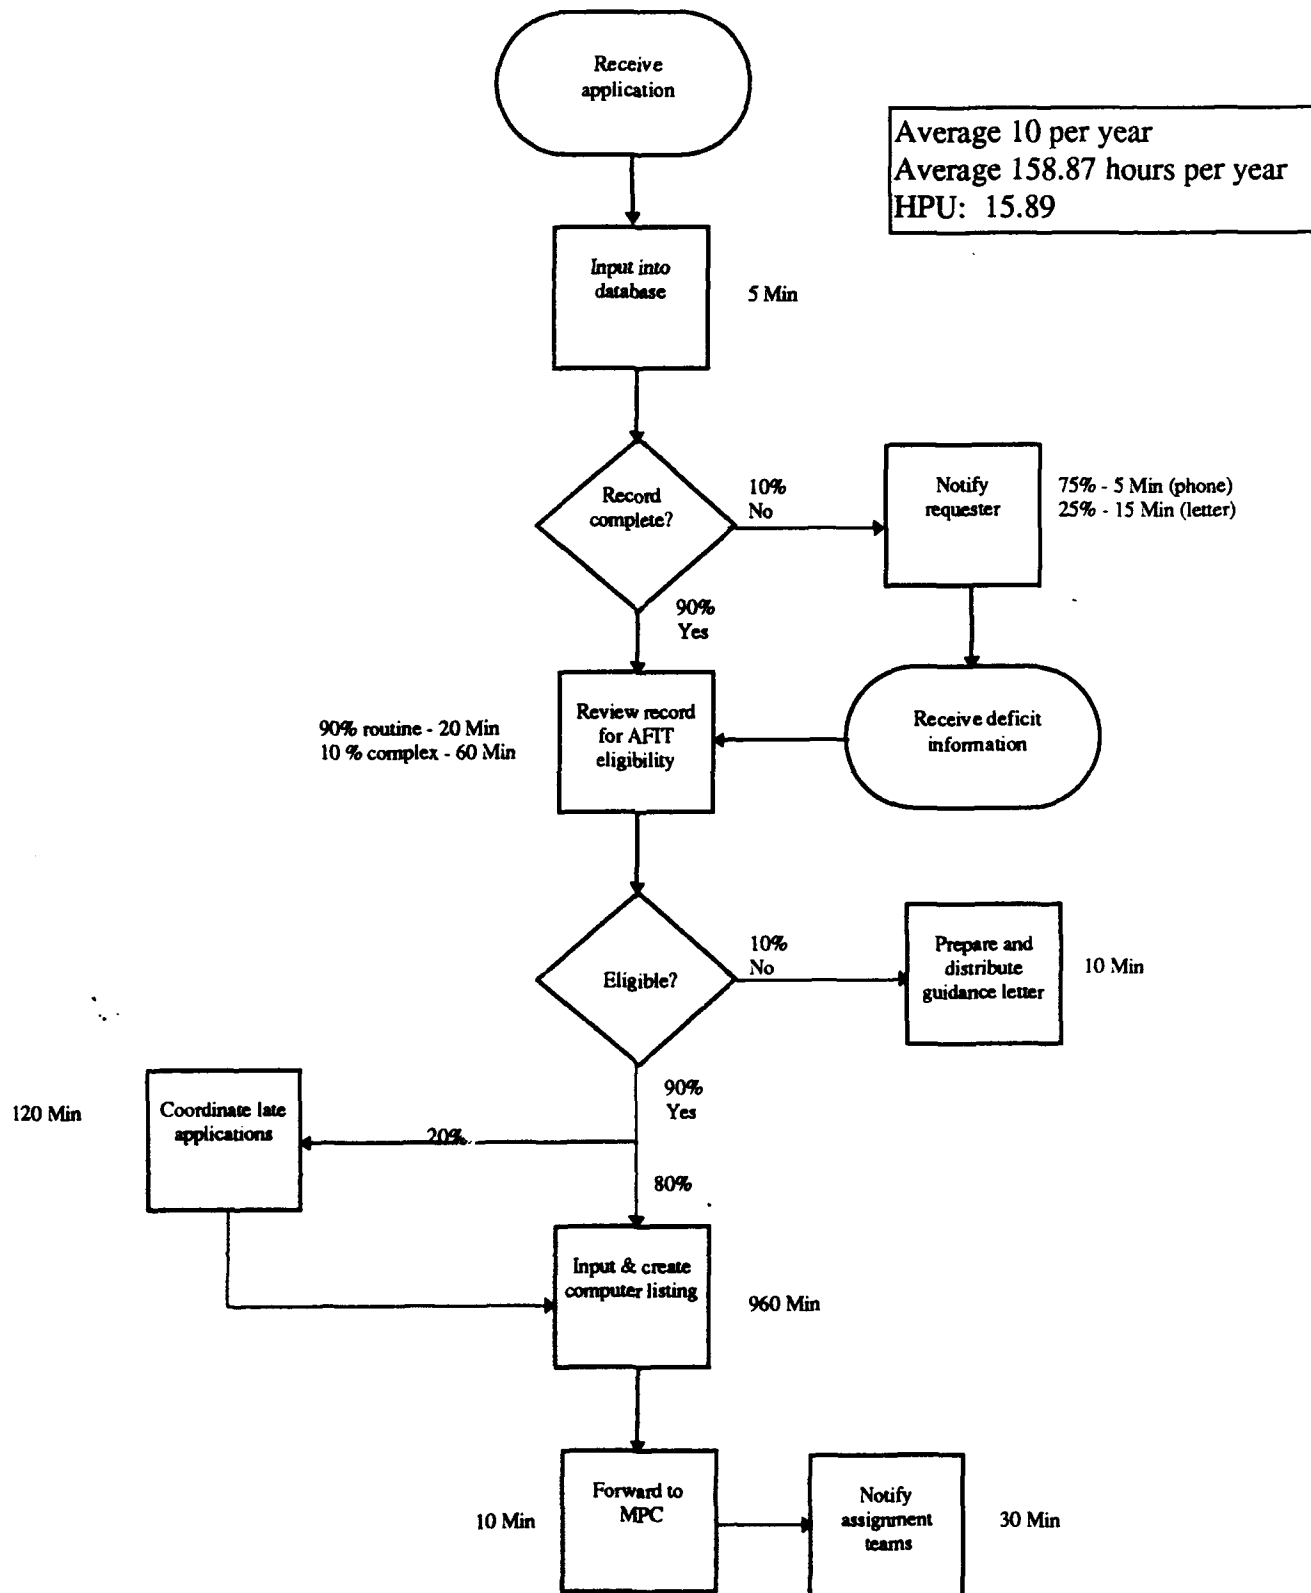 Receive
application
Average 10 per year
Average 158.87 hours per year
HPU: 15.89
Input into
database
5 Min
Record
complete?
10%
No
Notify
requester
75% - 5 Min (phone)
25% - 15 Min (letter)
90%
Yes
90% routine - 20 Min
10 % complex - 60 Min
Review record
for AFIT
eligibility
Receive deficit
information
Eligible?
10%
No
Prepare and
distribute
guidance letter
10 Min
90%
Yes
120 Min
Coordinate late
applications
20%
80%
Input & create
computer listing
960 Min
10 Min
Forward to
MPC
Notify
assignment
teams
30 Min